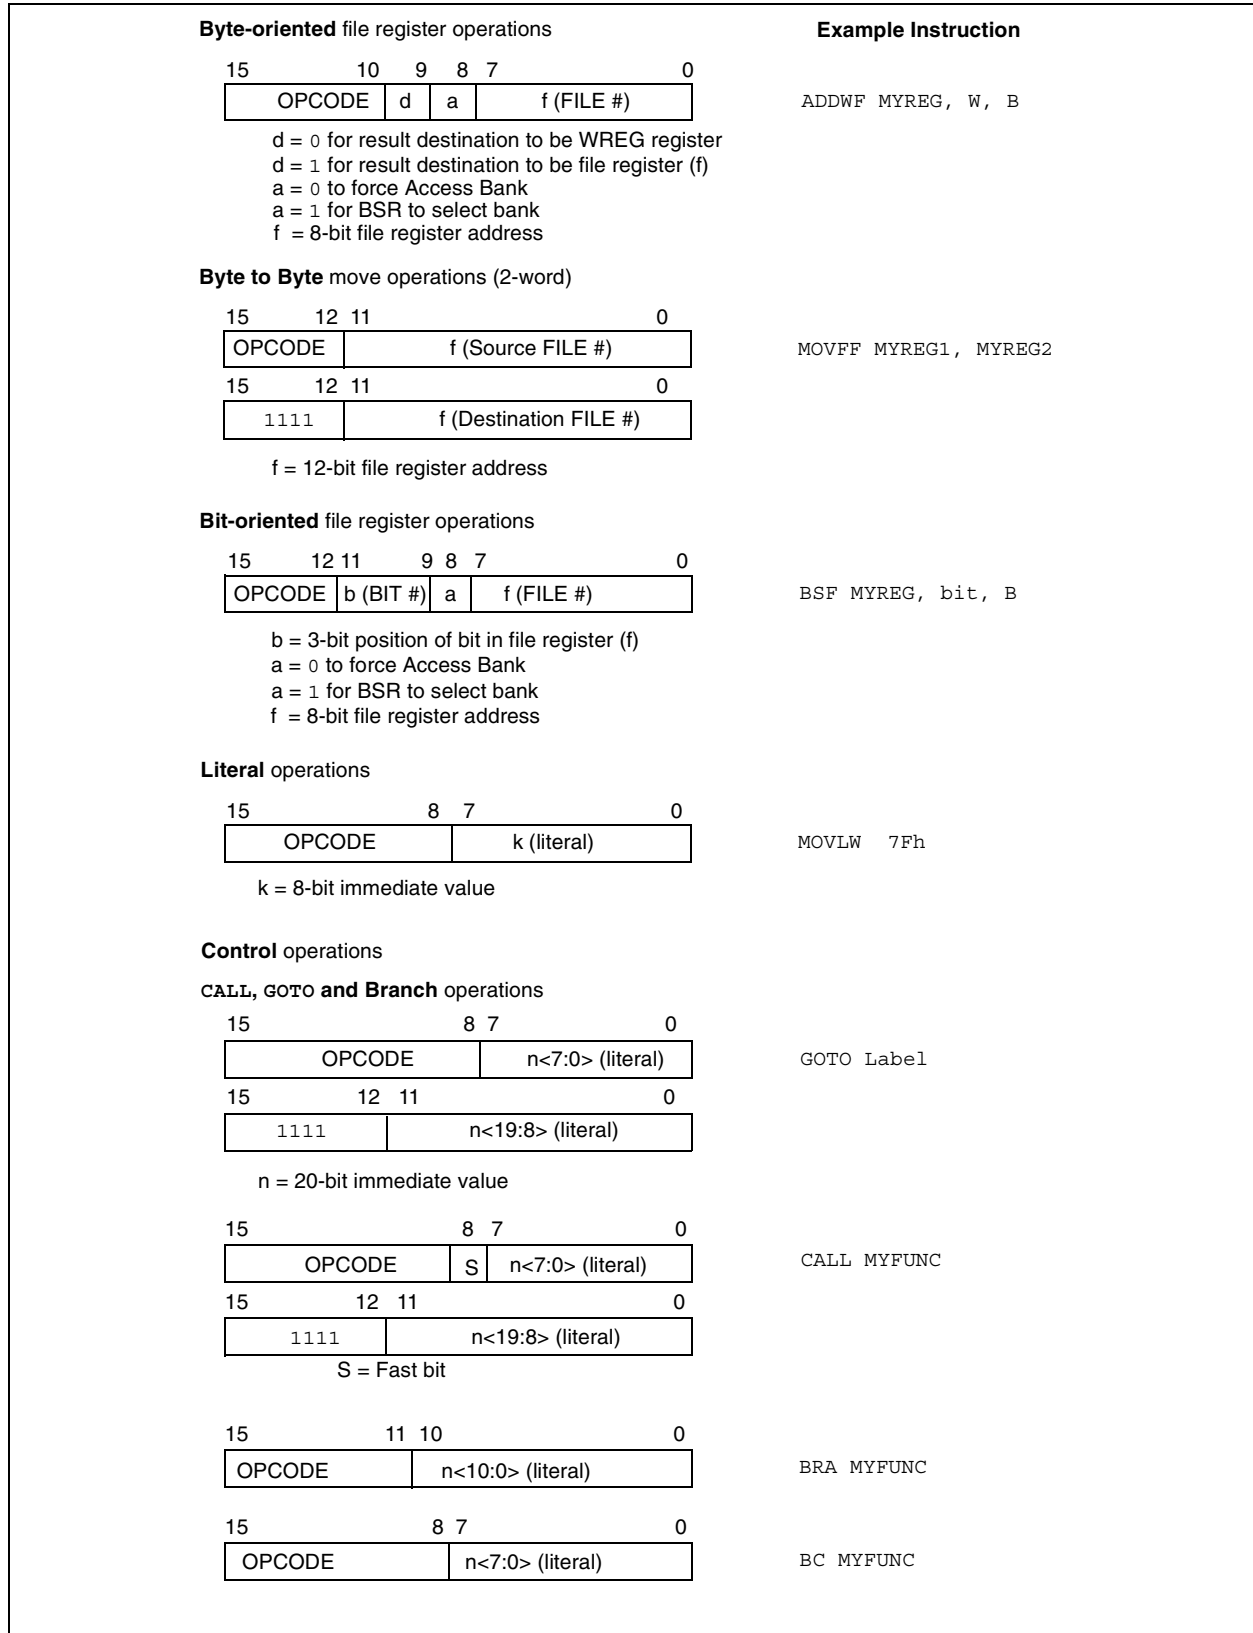 Byte-oriented file register operations Example Instruction
15 10 9 8 7 0
OPCODE d a f (FILE #) ADDWF MYREG, W, B
d = 0 for result destination to be WREG register
d = 1 for result destination to be file register (f)
a = 0 to force Access Bank
a = 1 for BSR to select bank
f = 8-bit file register address
Byte to Byte move operations (2-word)
15 12 11 0
OPCODE f (Source FILE #) MOVFF MYREG1, MYREG2
15 12 11 0
1111 f (Destination FILE #)
f = 12-bit file register address
Bit-oriented file register operations
15 12 11 9 8 7 0
OPCODE b (BIT #) a f (FILE #) BSF MYREG, bit, B
b = 3-bit position of bit in file register (f)
a = 0 to force Access Bank
a = 1 for BSR to select bank
f = 8-bit file register address
Literal operations
15 8 7 0
OPCODE k (literal) MOVLW 7Fh
k = 8-bit immediate value
Control operations
CALL, GOTO and Branch operations
15 8 7 0
OPCODE n<7:0> (literal) GOTO Label
15 12 11 0
1111 n<19:8> (literal)
n = 20-bit immediate value
15 8 7 0
OPCODE S n<7:0> (literal) CALL MYFUNC
15 12 11 0
1111 n<19:8> (literal)
S = Fast bit
15 11 10 0
OPCODE n<10:0> (literal) BRA MYFUNC
15 8 7 0
OPCODE n<7:0> (literal) BC MYFUNC